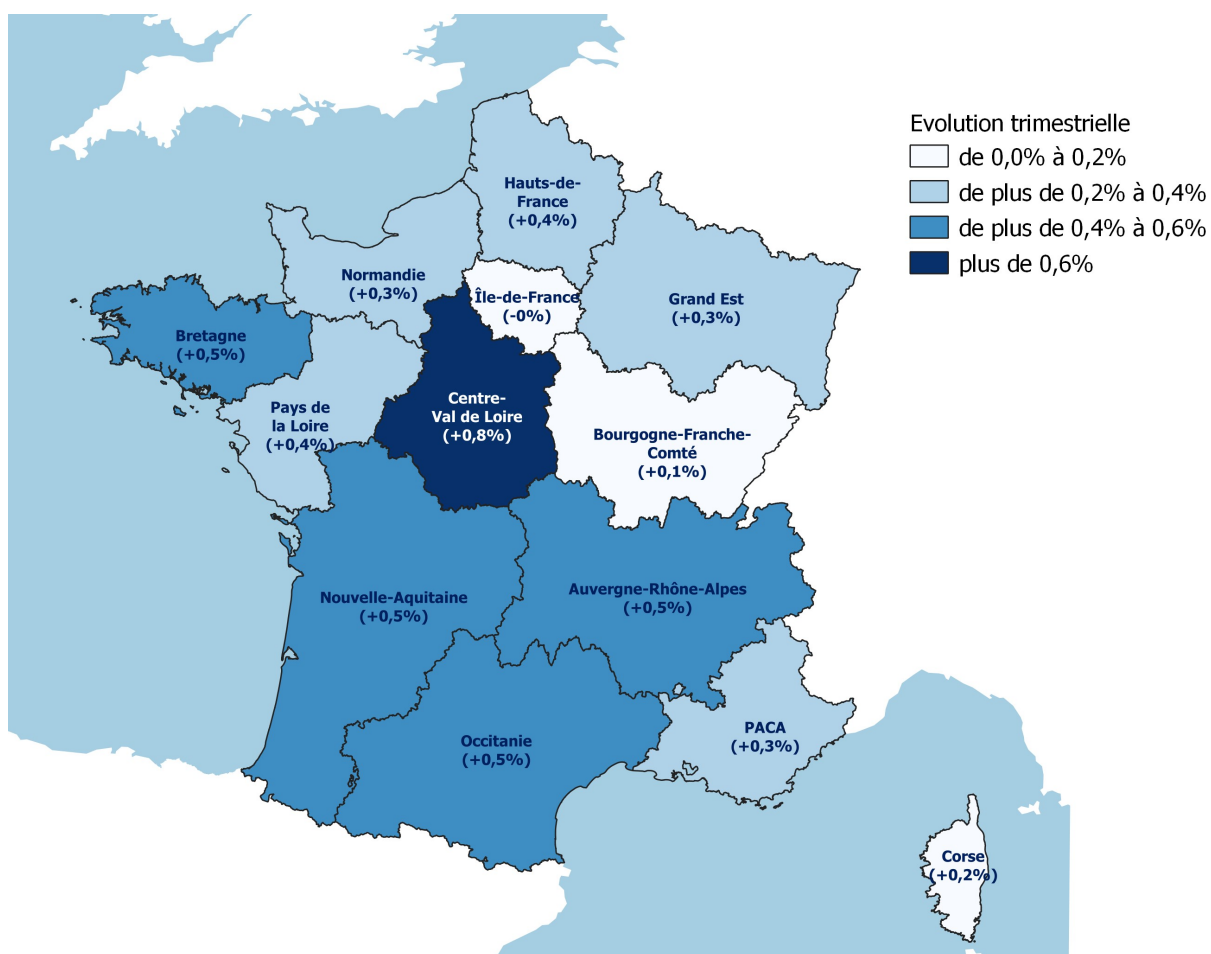 Evolution trimestrielle
de 0,0% à 0,2%
de plus de 0,2% à 0,4%
de plus de 0,4% à 0,6%
plus de 0,6%
Hauts-de-
France
(+0,4%)
Normandie
(+0,3%)
Île-de-France
(-0%)
Grand Est
(+0,3%)
Bretagne
(+0,5%)
Pays de
la Loire
(+0,4%)
Centre-
Val de Loire
(+0,8%)
Bourgogne-Franche-
Comté
(+0,1%)
Nouvelle-Aquitaine
(+0,5%)
Auvergne-Rhône-Alpes
(+0,5%)
Occitanie
(+0,5%)
PACA
(+0,3%)
Corse
(+0,2%)